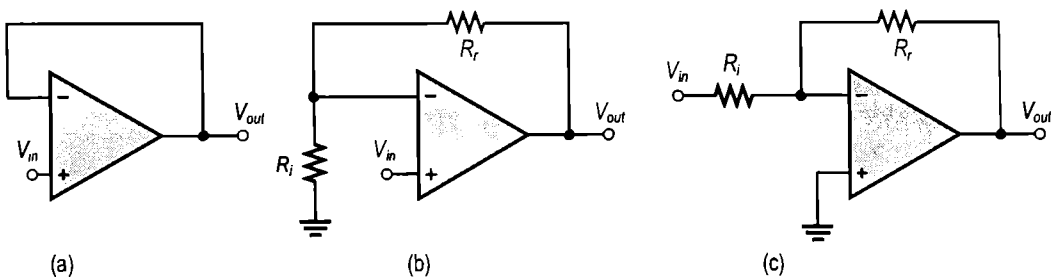 V_in
−
+
V_out
(a)
R_r
R_i
V_in
−
+
V_out
(b)
V_in
R_i
R_r
−
+
V_out
(c)